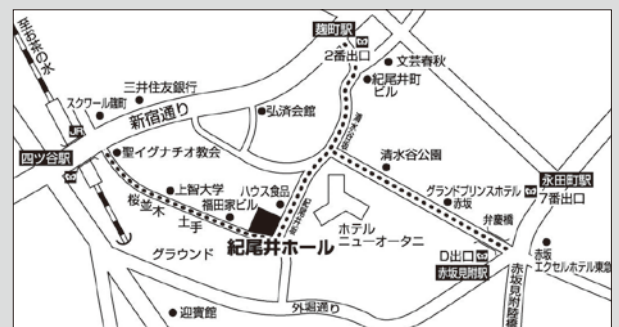 至お茶の水
麹町駅
2番出口
文芸春秋
三井住友銀行
紀尾井町
ビル
スクワール麹町
新宿通り
弘済会館
JR
四ツ谷駅
聖イグナチオ教会
清水谷公園
永田町駅
7番出口
上智大学
ハウス食品
グランドプリンスホテル
赤坂
福田家ビル
桜並木
土手
紀尾井ホール
ホテル
ニューオータニ
弁慶橋
グラウンド
D出口
赤坂見附駅
赤坂
エクセルホテル東急
迎賓館
外堀通り
赤坂見附陸橋